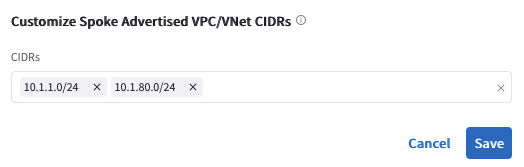 Customize Spoke Advertised VPC/VNet CIDRs
CIDRs
10.1.1.0/24 10.1.80.0/24
Cancel Save